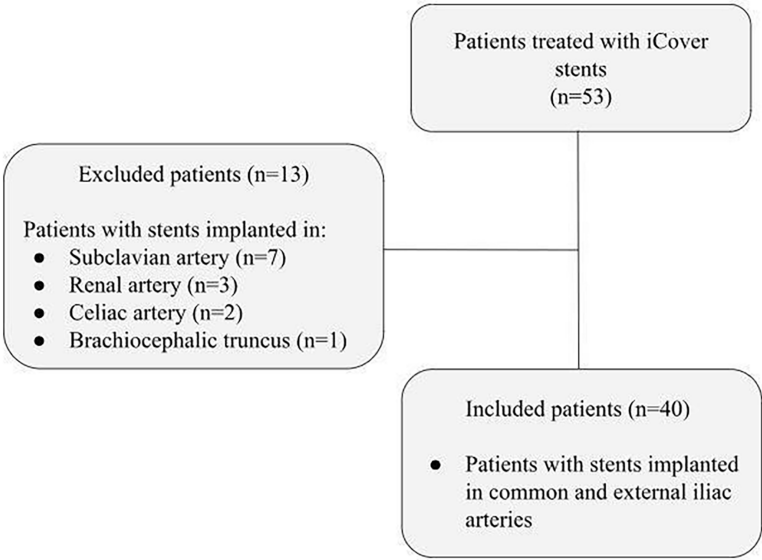 Patients treated with iCover
stents
(n=53)
Excluded patients (n=13)
Patients with stents implanted in:
● Subclavian artery (n=7)
● Renal artery (n=3)
● Celiac artery (n=2)
● Brachiocephalic truncus (n=1)
Included patients (n=40)
● Patients with stents implanted
in common and external iliac
arteries